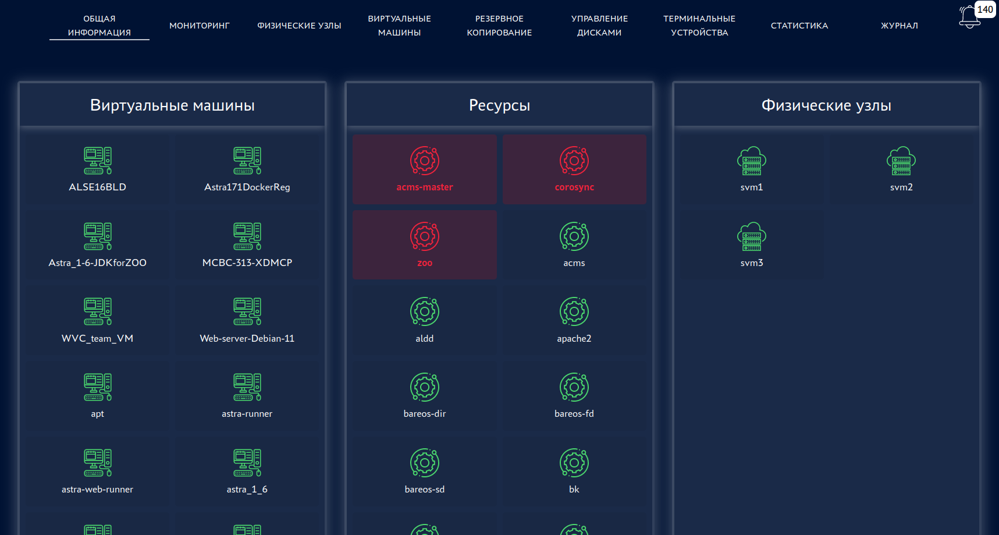 ОБЩАЯ
ИНФОРМАЦИЯ
МОНИТОРИНГ
ФИЗИЧЕСКИЕ УЗЛЫ
ВИРТУАЛЬНЫЕ
МАШИНЫ
РЕЗЕРВНОЕ
КОПИРОВАНИЕ
УПРАВЛЕНИЕ
ДИСКАМИ
ТЕРМИНАЛЬНЫЕ
УСТРОЙСТВА
СТАТИСТИКА
ЖУРНАЛ
140
Виртуальные машины
ALSE16BLD
Astra171DockerReg
Astra_1-6-JDKforZOO
MCBC-313-XDMCP
WVC_team_VM
Web-server-Debian-11
apt
astra-runner
astra-web-runner
astra_1_6
Ресурсы
acms-master
corosync
zoo
acms
aldd
apache2
bareos-dir
bareos-fd
bareos-sd
bk
Физические узлы
svm1
svm2
svm3